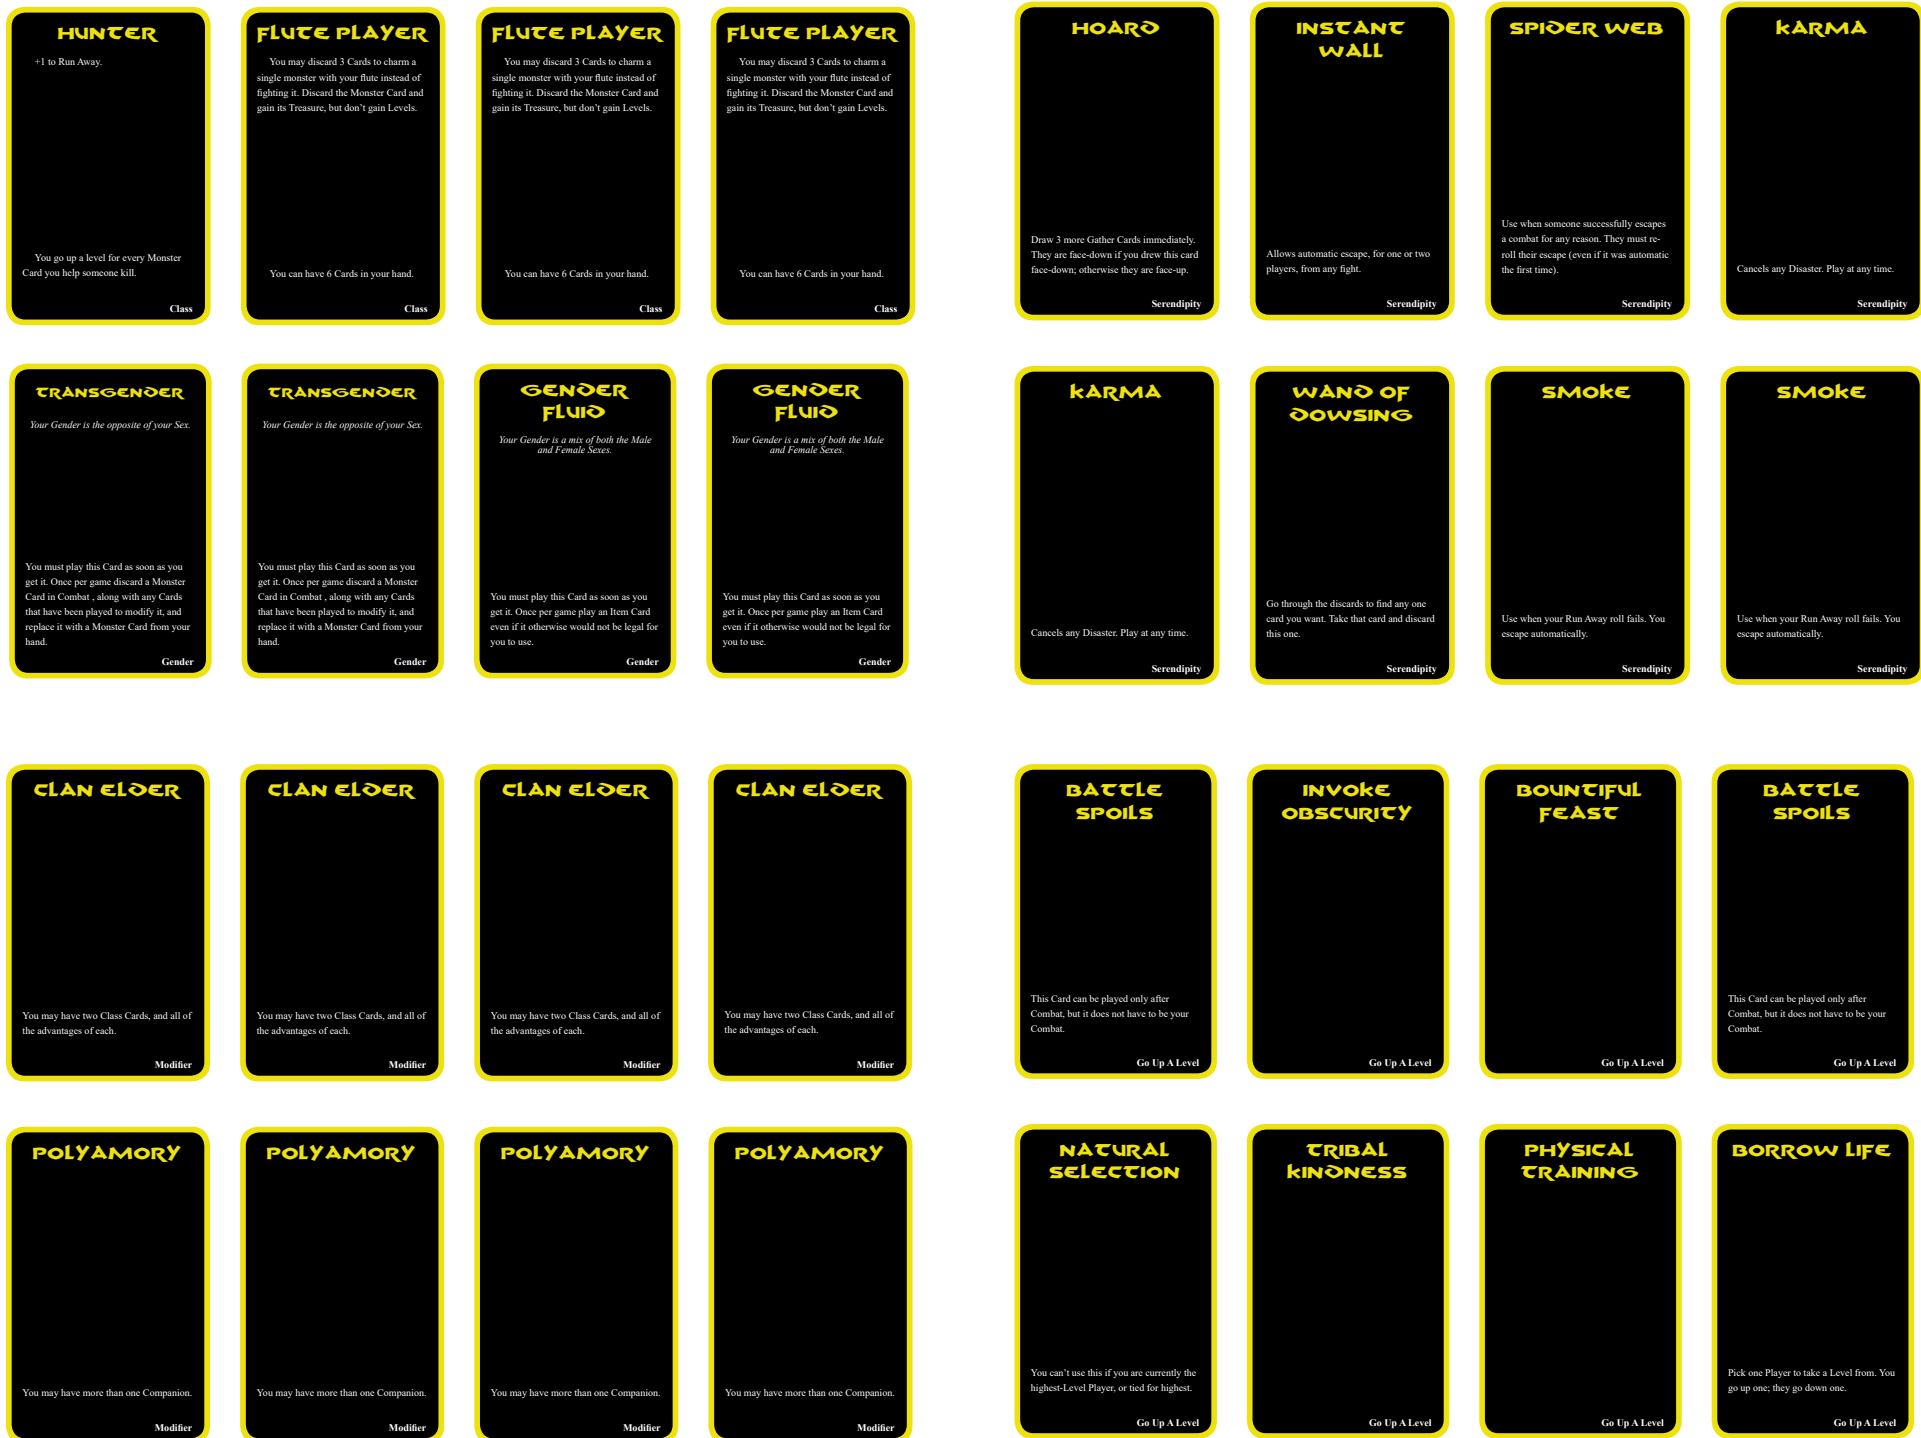 HUNTER
+1 to Run Away.
You go up a level for every Monster
Card you help someone kill.
Class
FLUTE PLAYER
You may discard 3 Cards to charm a
single monster with your flute instead of
fighting it. Discard the Monster Card and
gain its Treasure, but don't gain Levels.
You can have 6 Cards in your hand.
Class
FLUTE PLAYER
You may discard 3 Cards to charm a
single monster with your flute instead of
fighting it. Discard the Monster Card and
gain its Treasure, but don't gain Levels.
You can have 6 Cards in your hand.
Class
FLUTE PLAYER
You may discard 3 Cards to charm a
single monster with your flute instead of
fighting it. Discard the Monster Card and
gain its Treasure, but don't gain Levels.
You can have 6 Cards in your hand.
Class
HOARD
Draw 3 more Gather Cards immediately.
They are face-down if you drew this card
face-down; otherwise they are face-up.
Serendipity
INSTANT
WALL
Allows automatic escape, for one or two
players, from any fight.
Serendipity
SPIDER WEB
Use when someone successfully escapes
a combat for any reason. They must re-
roll their escape (even if it was automatic
the first time).
Serendipity
KARMA
Cancels any Disaster. Play at any time.
Serendipity
TRANSGENDER
Your Gender is the opposite of your Sex.
You must play this Card as soon as you
get it. Once per game discard a Monster
Card in Combat , along with any Cards
that have been played to modify it, and
replace it with a Monster Card from your
hand.
Gender
TRANSGENDER
Your Gender is the opposite of your Sex.
You must play this Card as soon as you
get it. Once per game discard a Monster
Card in Combat , along with any Cards
that have been played to modify it, and
replace it with a Monster Card from your
hand.
Gender
GENDER
FLUID
Your Gender is a mix of both the Male
and Female Sexes.
You must play this Card as soon as you
get it. Once per game play an Item Card
even if it otherwise would not be legal for
you to use.
Gender
GENDER
FLUID
Your Gender is a mix of both the Male
and Female Sexes.
You must play this Card as soon as you
get it. Once per game play an Item Card
even if it otherwise would not be legal for
you to use.
Gender
KARMA
Cancels any Disaster. Play at any time.
Serendipity
WAND OF
DOWSING
Go through the discards to find any one
card you want. Take that card and discard
this one.
Serendipity
SMOKE
Use when your Run Away roll fails. You
escape automatically.
Serendipity
SMOKE
Use when your Run Away roll fails. You
escape automatically.
Serendipity
CLAN ELDER
You may have two Class Cards, and all of
the advantages of each.
Modifier
CLAN ELDER
You may have two Class Cards, and all of
the advantages of each.
Modifier
CLAN ELDER
You may have two Class Cards, and all of
the advantages of each.
Modifier
CLAN ELDER
You may have two Class Cards, and all of
the advantages of each.
Modifier
BATTLE
SPOILS
This Card can be played only after
Combat, but it does not have to be your
Combat.
Go Up A Level
INVOKE
OBSCURITY
Go Up A Level
BOUNTIFUL
FEAST
Go Up A Level
BATTLE
SPOILS
This Card can be played only after
Combat, but it does not have to be your
Combat.
Go Up A Level
POLYAMORY
You may have more than one Companion.
Modifier
POLYAMORY
You may have more than one Companion.
Modifier
POLYAMORY
You may have more than one Companion.
Modifier
POLYAMORY
You may have more than one Companion.
Modifier
NATURAL
SELECTION
You can't use this if you are currently the
highest-Level Player, or tied for highest.
Go Up A Level
TRIBAL
KINDNESS
Go Up A Level
PHYSICAL
TRAINING
Go Up A Level
BORROW LIFE
Pick one Player to take a Level from. You
go up one; they go down one.
Go Up A Level